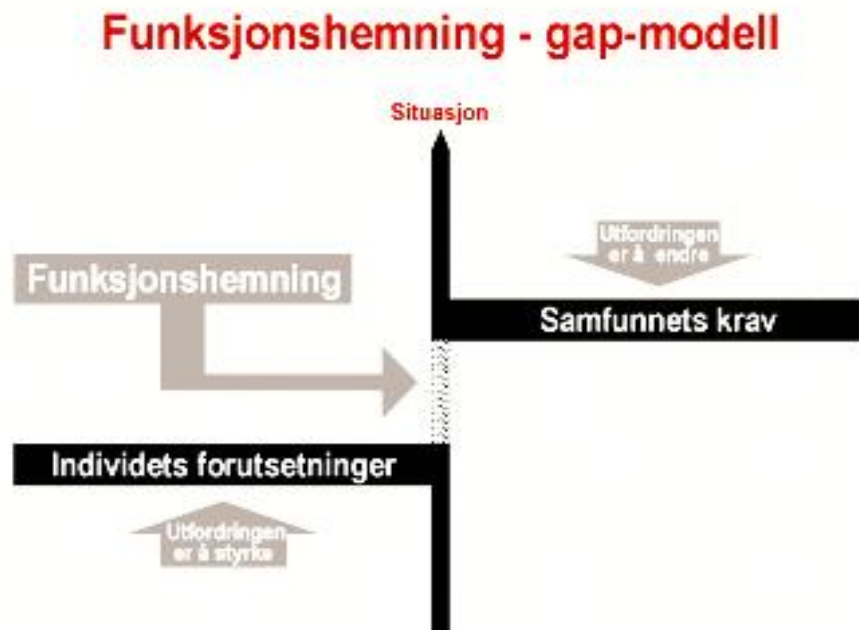 Funksjonshemning - gap-modell
Situasjon
Utfordringen
er å endre
Funksjonshemning
Samfunnets krav
Individets forutsetninger
Utfordringen
er å styrke